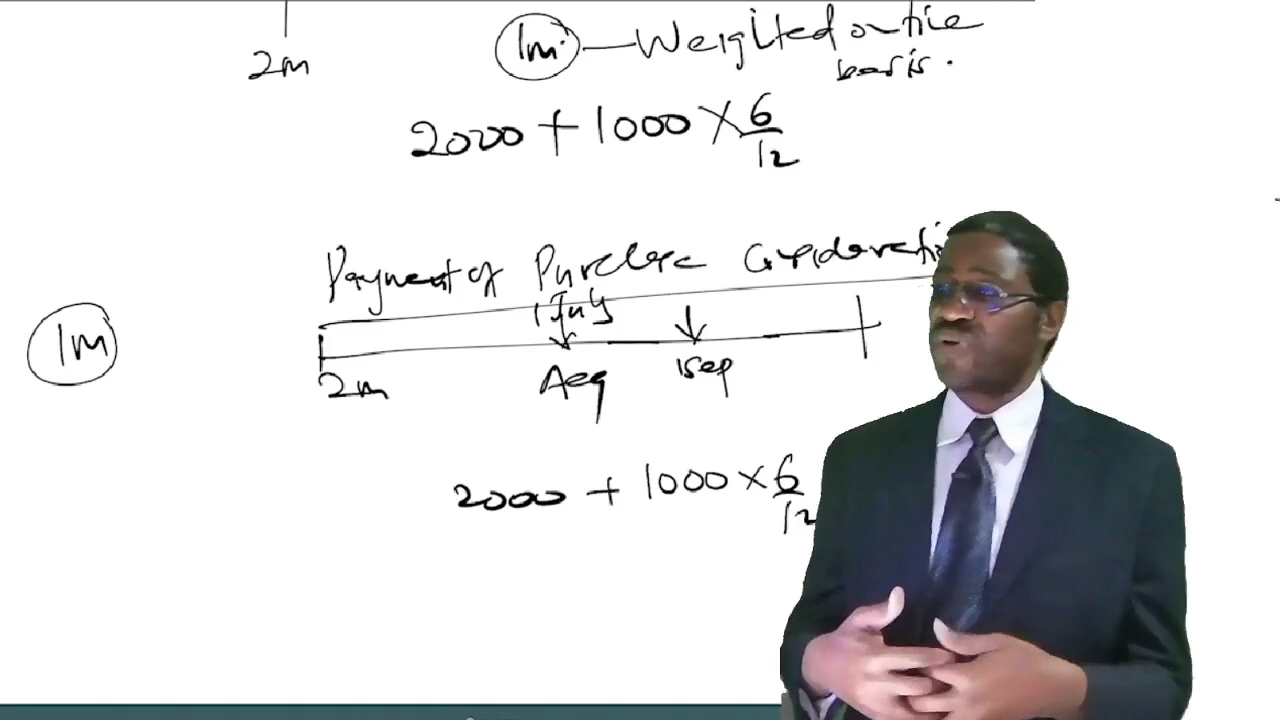 1m — Weighted on time
basis.
2m
2000 + 1000 × 6/12
Payment of Purchase Considerati
1 July
1m
2m Acq 1 Sep
2000 + 1000 × 6/12